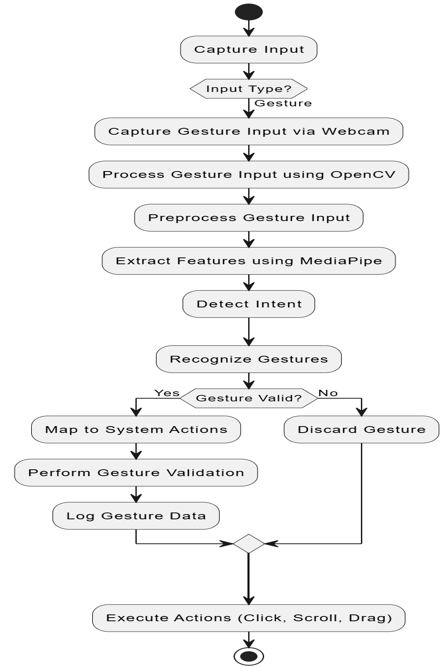 Capture Input
Input Type?
Gesture
Capture Gesture Input via Webcam
Process Gesture Input using OpenCV
Preprocess Gesture Input
Extract Features using MediaPipe
Detect Intent
Recognize Gestures
Yes
Gesture Valid?
No
Map to System Actions
Discard Gesture
Perform Gesture Validation
Log Gesture Data
Execute Actions (Click, Scroll, Drag)